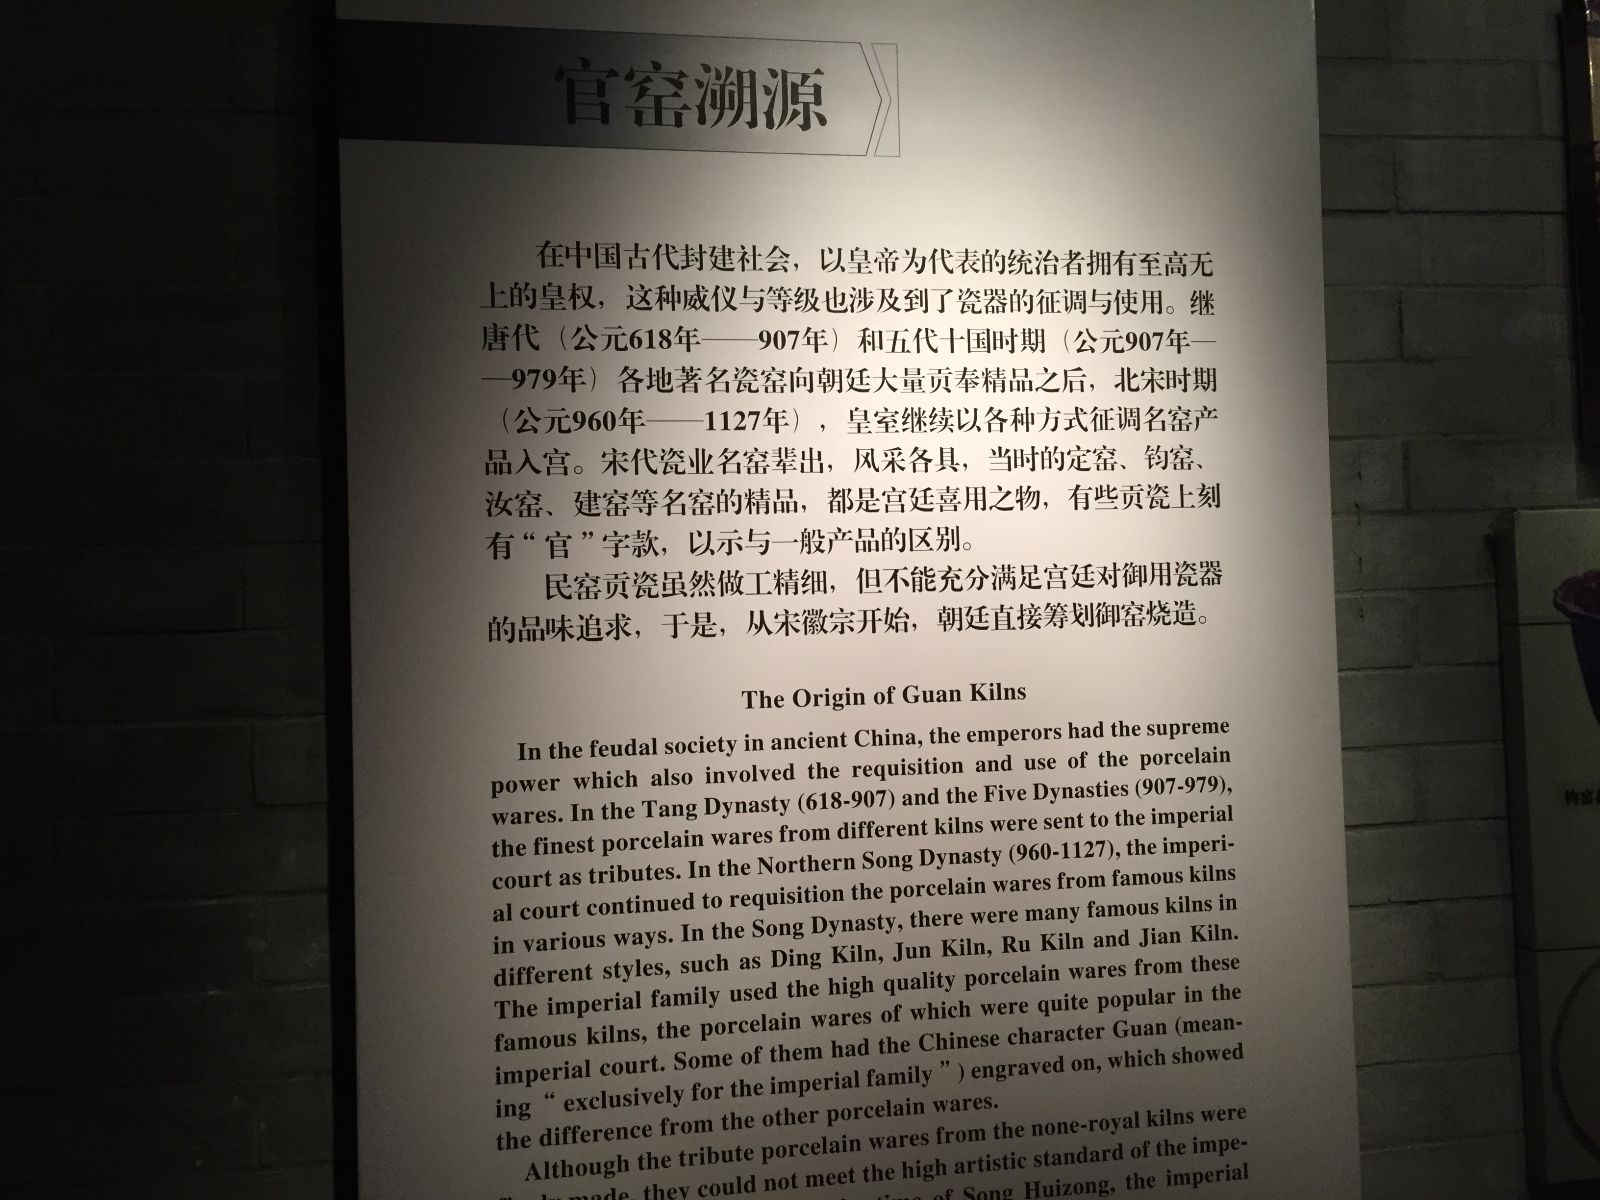 官窑溯源
在中国古代封建社会，以皇帝为代表的统治者拥有至高无
上的皇权，这种威仪与等级也涉及到了瓷器的征调与使用。继
唐代（公元618年——907年）和五代十国时期（公元907年—
—979年）各地著名瓷窑向朝廷大量贡奉精品之后，北宋时期
（公元960年——1127年），皇室继续以各种方式征调名窑产
品入宫。宋代瓷业名窑辈出，风采各具，当时的定窑、钧窑、
汝窑、建窑等名窑的精品，都是宫廷喜用之物，有些贡瓷上刻
有“官”字款，以示与一般产品的区别。
民窑贡瓷虽然做工精细，但不能充分满足宫廷对御用瓷器
的品味追求，于是，从宋徽宗开始，朝廷直接筹划御窑烧造。
The Origin of Guan Kilns
In the feudal society in ancient China, the emperors had the supreme
power which also involved the requisition and use of the porcelain
wares. In the Tang Dynasty (618-907) and the Five Dynasties (907-979),
the finest porcelain wares from different kilns were sent to the imperial
court as tributes. In the Northern Song Dynasty (960-1127), the imperi-
al court continued to requisition the porcelain wares from famous kilns
in various ways. In the Song Dynasty, there were many famous kilns in
different styles, such as Ding Kiln, Jun Kiln, Ru Kiln and Jian Kiln.
The imperial family used the high quality porcelain wares from these
famous kilns, the porcelain wares of which were quite popular in the
imperial court. Some of them had the Chinese character Guan (mean-
ing “ exclusively for the imperial family ” ) engraved on, which showed
the difference from the other porcelain wares.
Although the tribute porcelain wares from the none-royal kilns were
made, they could not meet the high artistic standard of the impe-
time of Song Huizong, the imperial
钧窑